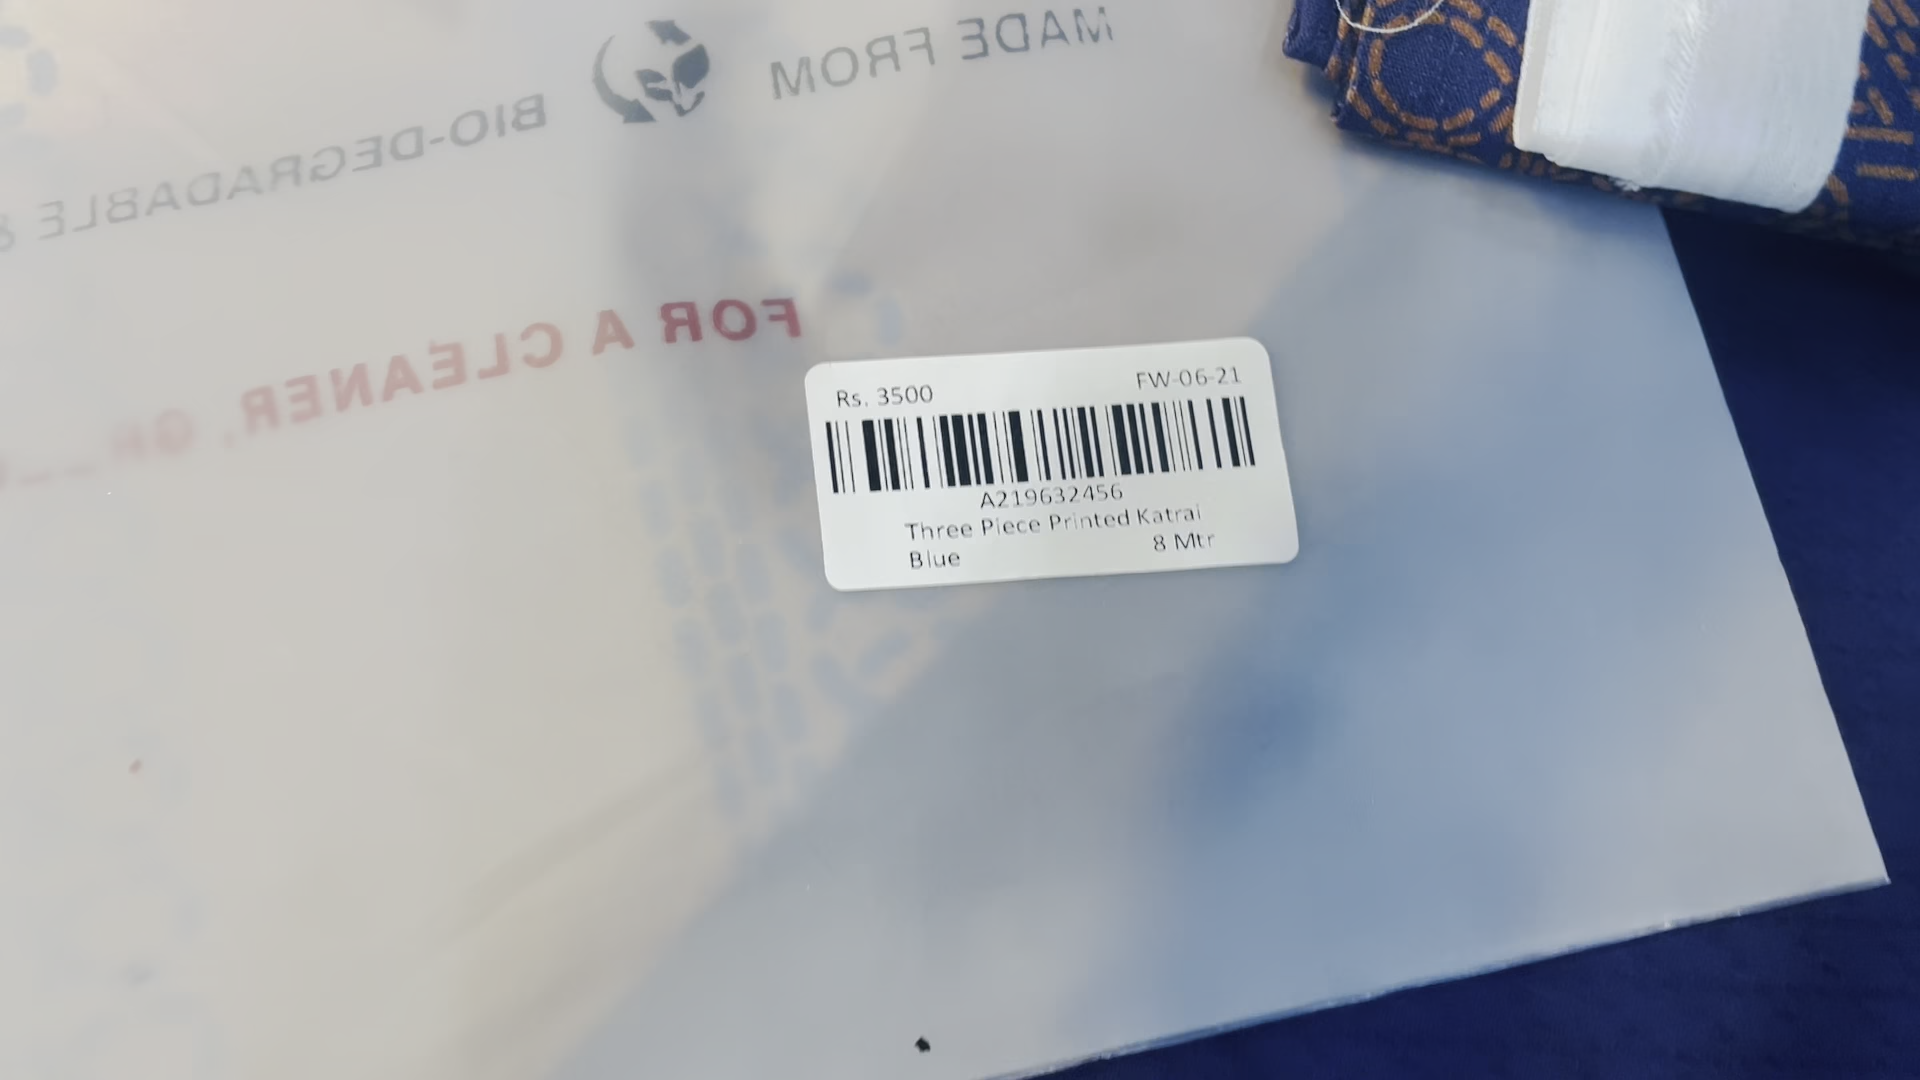 MADE FROM
BIO-DEGRADABLE &
FOR A CLEANER,
Rs. 3500 FW-06-21
A219632456
Three Piece Printed Katrai
Blue 8 Mtr